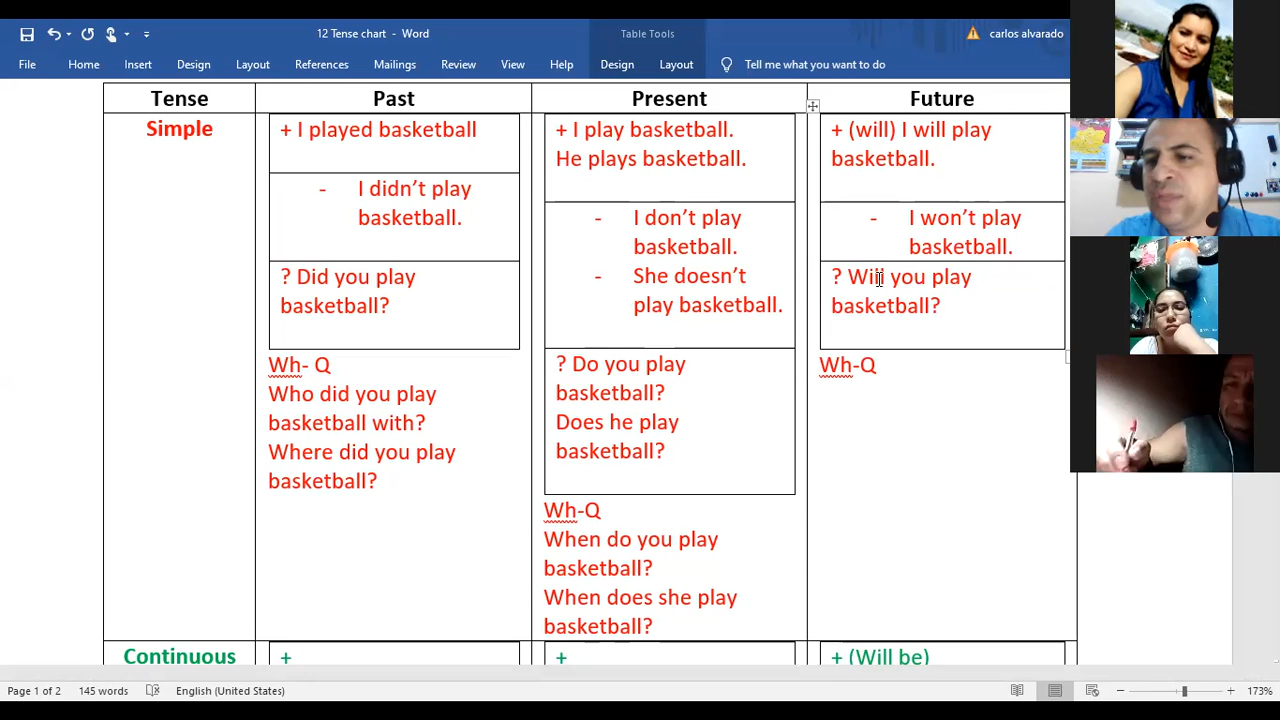 12 Tense chart - Word
Table Tools
carlos alvarado
File Home Insert Design Layout References Mailings Review View Help Design Layout Tell me what you want to do
Tense Past Present Future
Simple
+ I played basketball
- I didn't play
basketball.
? Did you play
basketball?
Wh- Q
Who did you play
basketball with?
Where did you play
basketball?
+ I play basketball.
He plays basketball.
- I don't play
basketball.
- She doesn't
play basketball.
? Do you play
basketball?
Does he play
basketball?
Wh-Q
When do you play
basketball?
When does she play
basketball?
+ (will) I will play
basketball.
- I won't play
basketball.
? Will you play
basketball?
Wh-Q
Continuous + + + (Will be)
Page 1 of 2 145 words English (United States) 173%